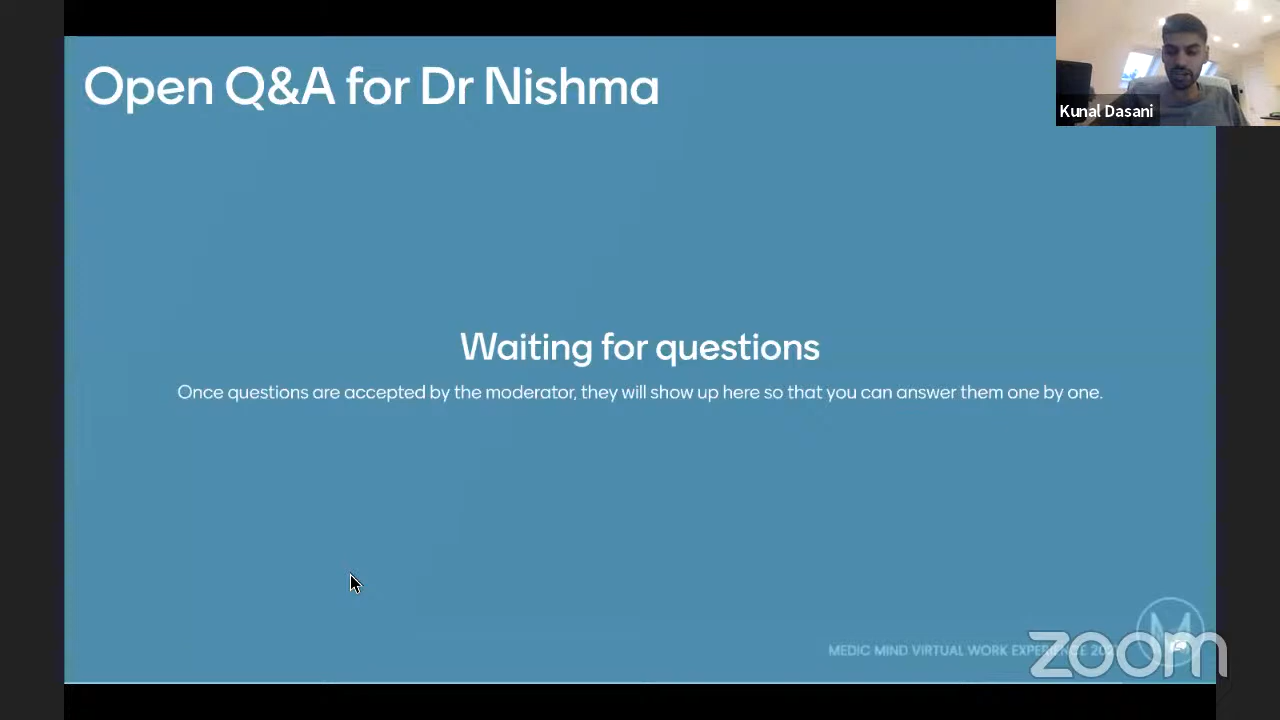 Open Q&A for Dr Nishma
Kunal Dasani
Waiting for questions
Once questions are accepted by the moderator, they will show up here so that you can answer them one by one.
MEDIC MIND VIRTUAL WORK EXPERIENCE
zoom